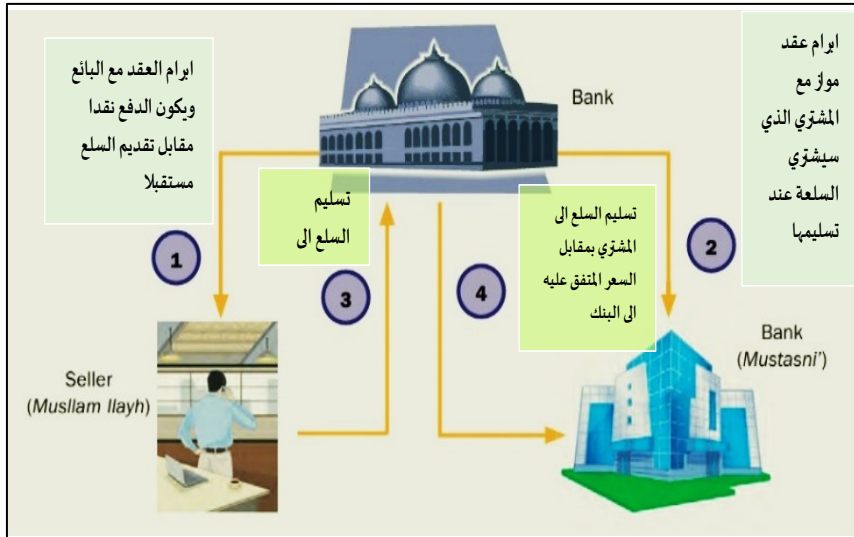 ابرام العقد مع البائع
ويكون الدفع نقدا
مقابل تقديم السلع
مستقبلا
Bank
ابرام عقد
مواز مع
المشتري الذي
سيشتري
السلعة عند
تسليمها
تسليم
السلع الى
تسليم السلع الى
المشتري بمقابل
السعر المتفق عليه
الى البنك
1
3
4
2
Seller
(Musllam Ilayh)
Bank
(Mustasni')